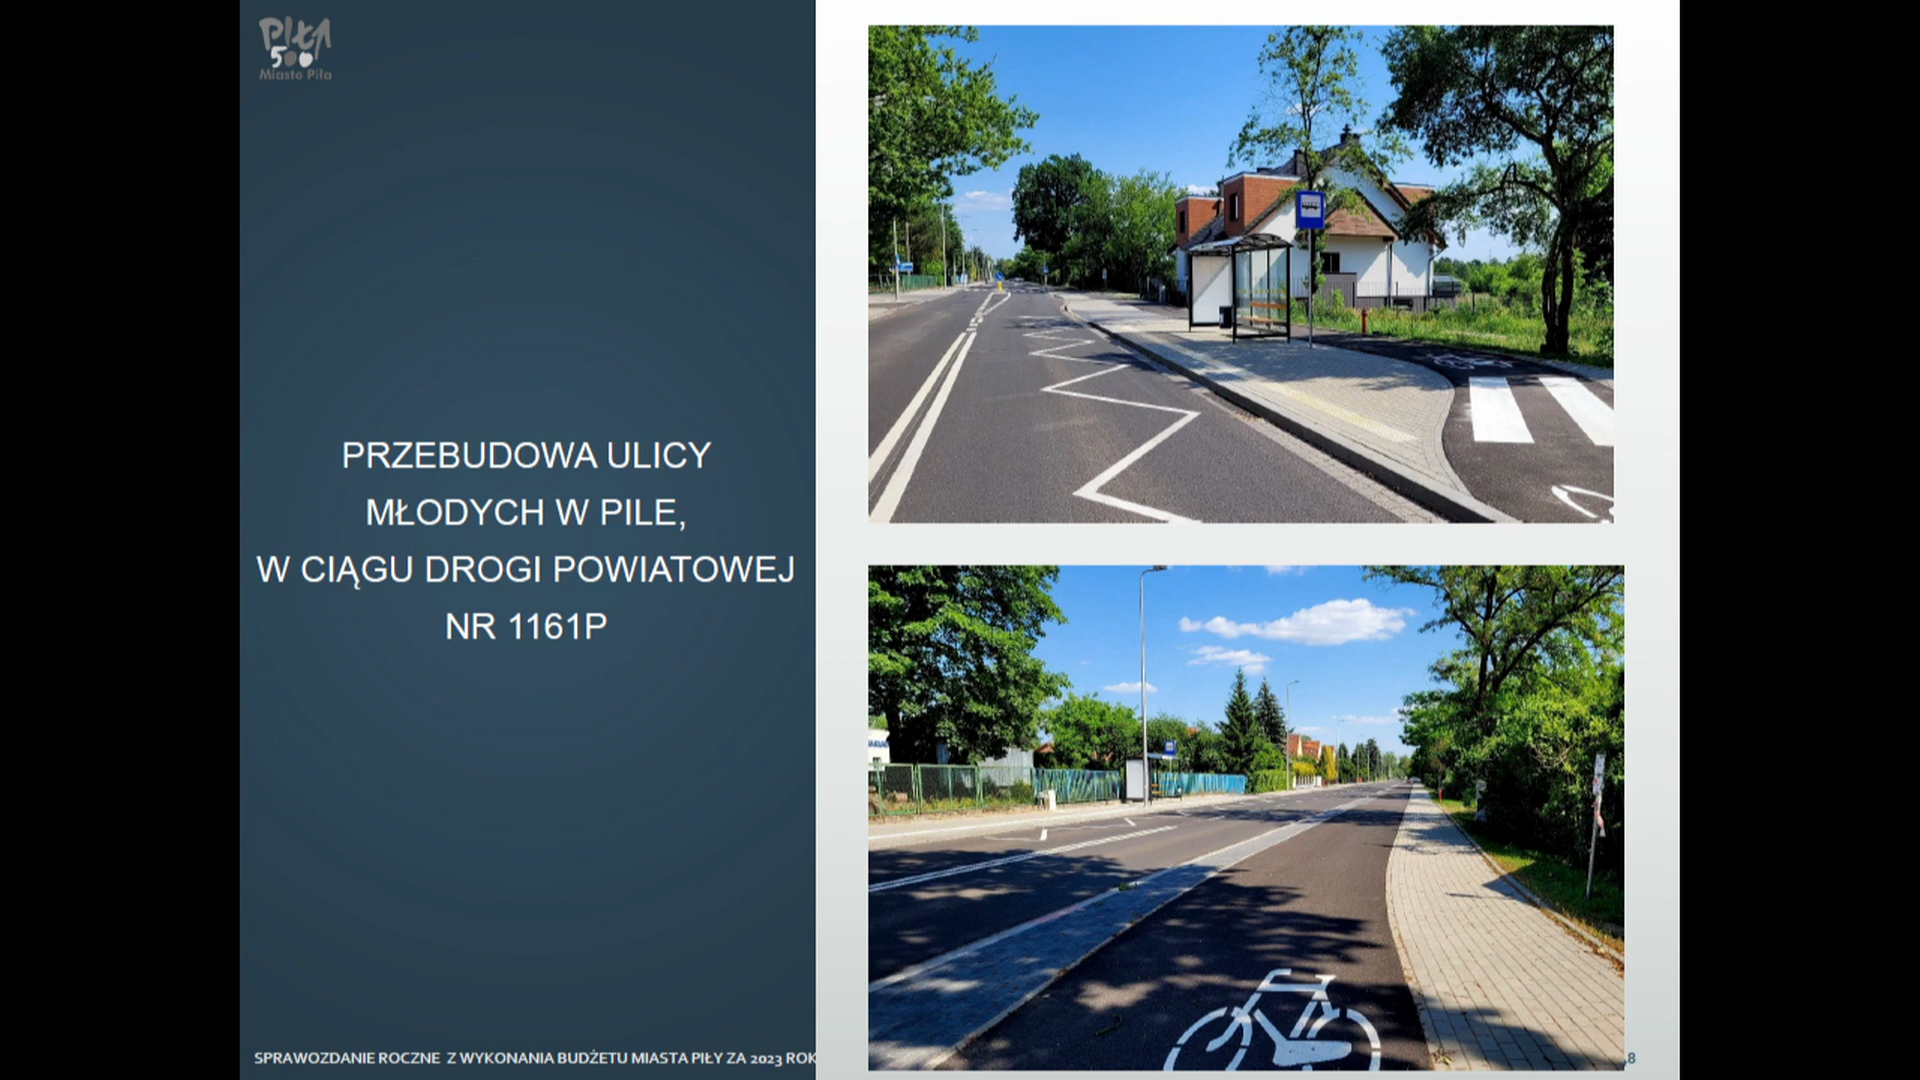 Piła
500
Miasto Piła
PRZEBUDOWA ULICY
MŁODYCH W PILE,
W CIĄGU DROGI POWIATOWEJ
NR 1161P
SPRAWOZDANIE ROCZNE Z WYKONANIA BUDŻETU MIASTA PIŁY ZA 2023 ROK
8